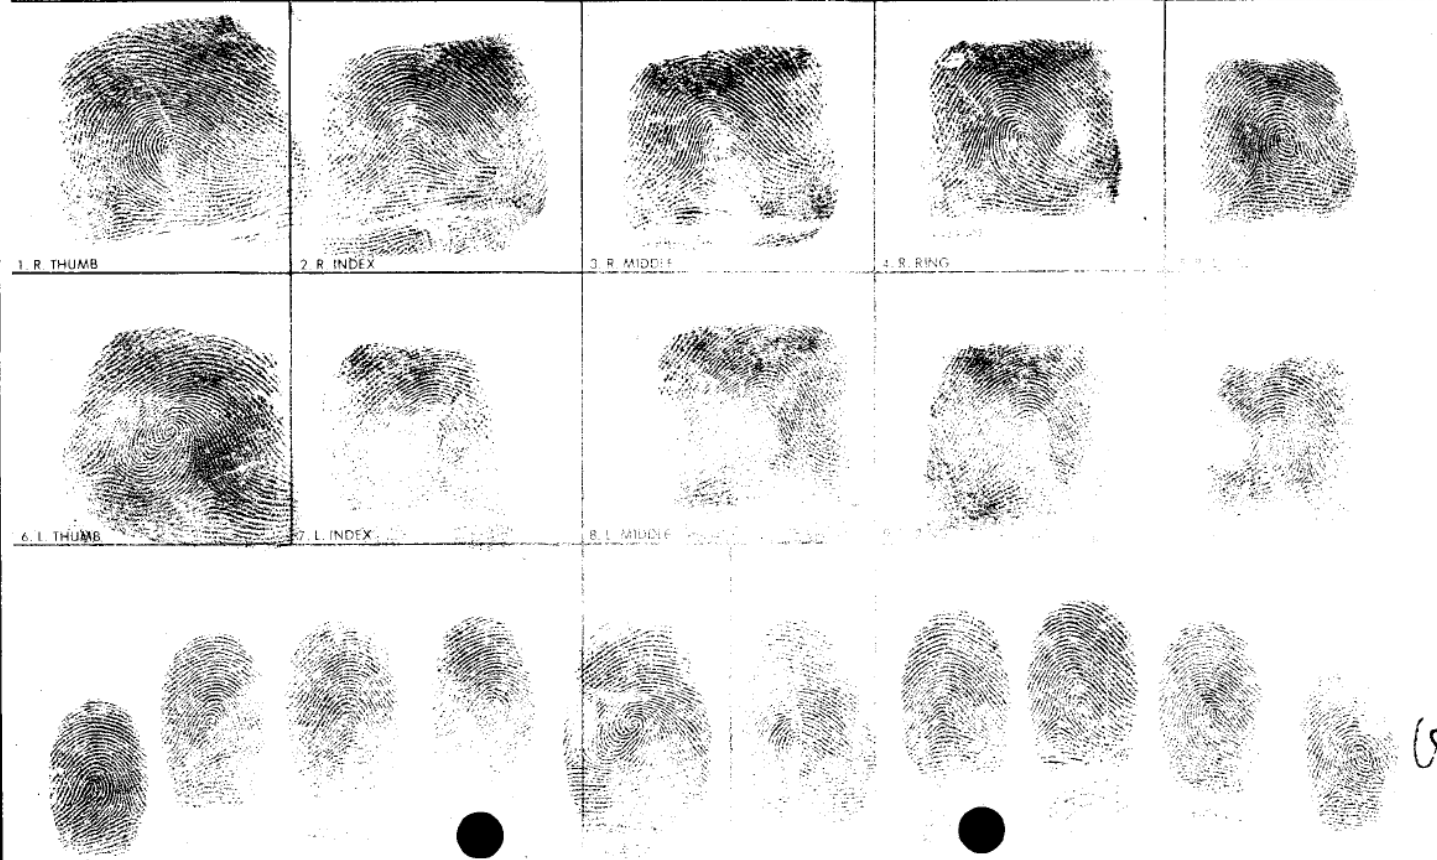 1. R. THUMB
2. R. INDEX
3. R. MIDDLE
4. R. RING
6. L. THUMB
7. L. INDEX
8. L. MIDDLE